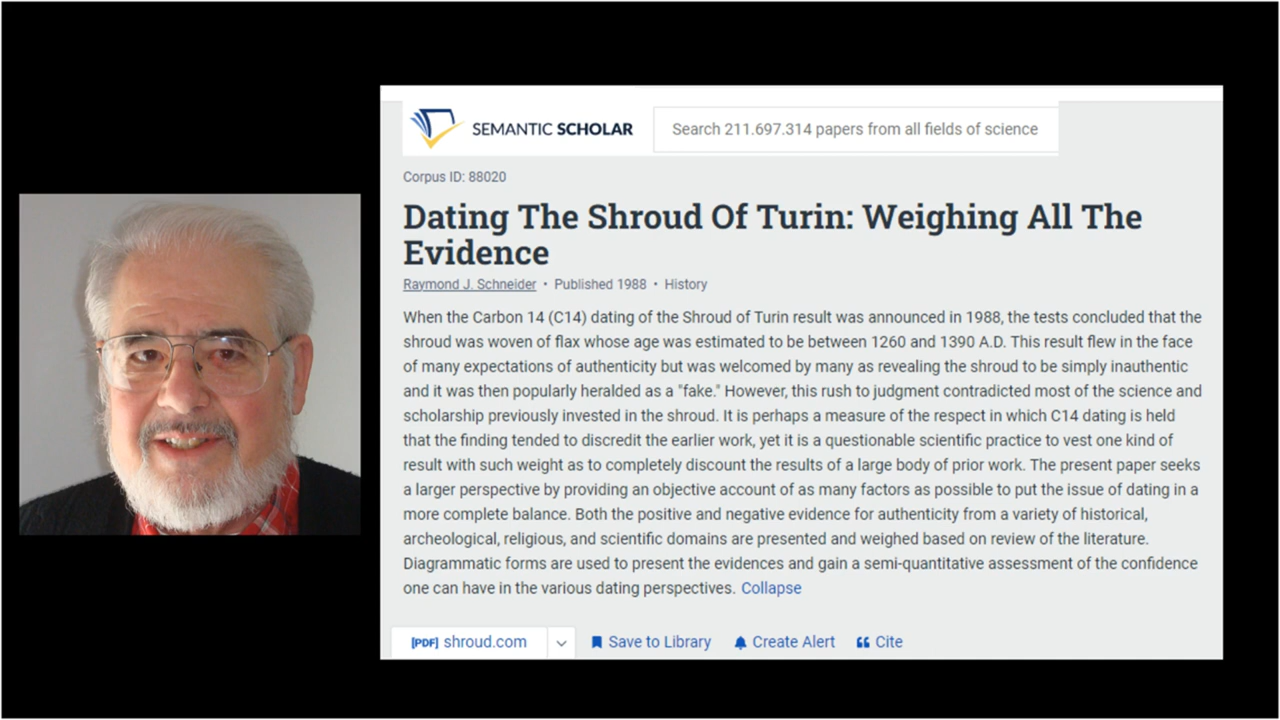 SEMANTIC SCHOLAR
Search 211.697.314 papers from all fields of science
Corpus ID: 88020
Dating The Shroud Of Turin: Weighing All The
Evidence
Raymond J. Schneider • Published 1988 • History
When the Carbon 14 (C14) dating of the Shroud of Turin result was announced in 1988, the tests concluded that the
shroud was woven of flax whose age was estimated to be between 1260 and 1390 A.D. This result flew in the face
of many expectations of authenticity but was welcomed by many as revealing the shroud to be simply inauthentic
and it was then popularly heralded as a "fake." However, this rush to judgment contradicted most of the science and
scholarship previously invested in the shroud. It is perhaps a measure of the respect in which C14 dating is held
that the finding tended to discredit the earlier work, yet it is a questionable scientific practice to vest one kind of
result with such weight as to completely discount the results of a large body of prior work. The present paper seeks
a larger perspective by providing an objective account of as many factors as possible to put the issue of dating in a
more complete balance. Both the positive and negative evidence for authenticity from a variety of historical,
archeological, religious, and scientific domains are presented and weighed based on review of the literature.
Diagrammatic forms are used to present the evidences and gain a semi-quantitative assessment of the confidence
one can have in the various dating perspectives. Collapse
[PDF] shroud.com Save to Library Create Alert Cite